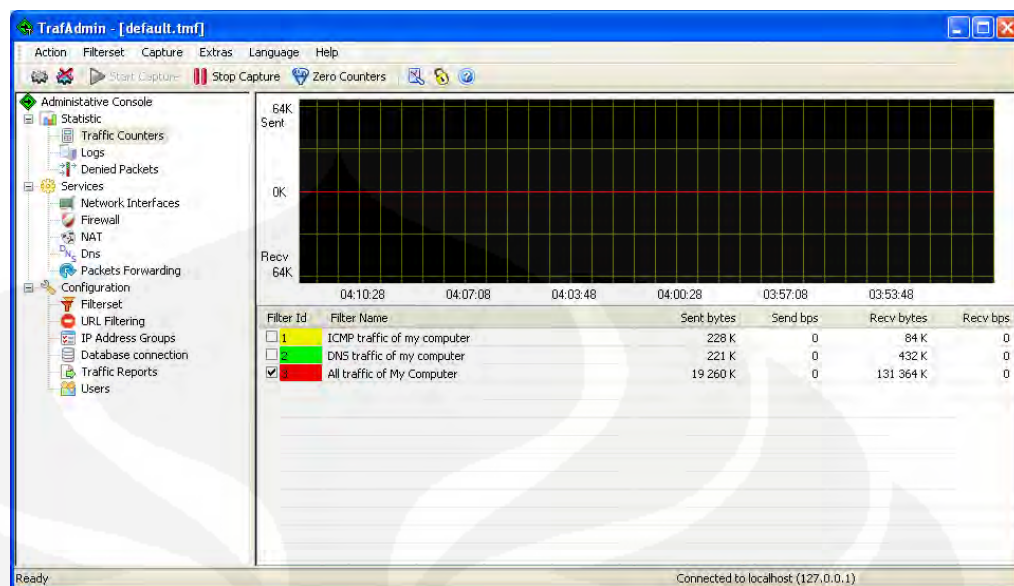 TrafAdmin - [default.tmf]
Action Filterset Capture Extras Language Help
Start Capture Stop Capture Zero Counters
Administative Console
Statistic
Traffic Counters
Logs
Denied Packets
Services
Network Interfaces
Firewall
NAT
DNS Dns
Packets Forwarding
Configuration
Filterset
URL Filtering
IP Address Groups
Database connection
Traffic Reports
Users
64K
Sent
0K
Recv
64K
04:10:28 04:07:08 04:03:48 04:00:28 03:57:08 03:53:48
Filter Id Filter Name Sent bytes Send bps Recv bytes Recv bps
1 ICMP traffic of my computer 228 K 0 84 K 0
2 DNS traffic of my computer 221 K 0 432 K 0
3 All traffic of My Computer 19 260 K 0 131 364 K 0
Ready Connected to localhost (127.0.0.1)